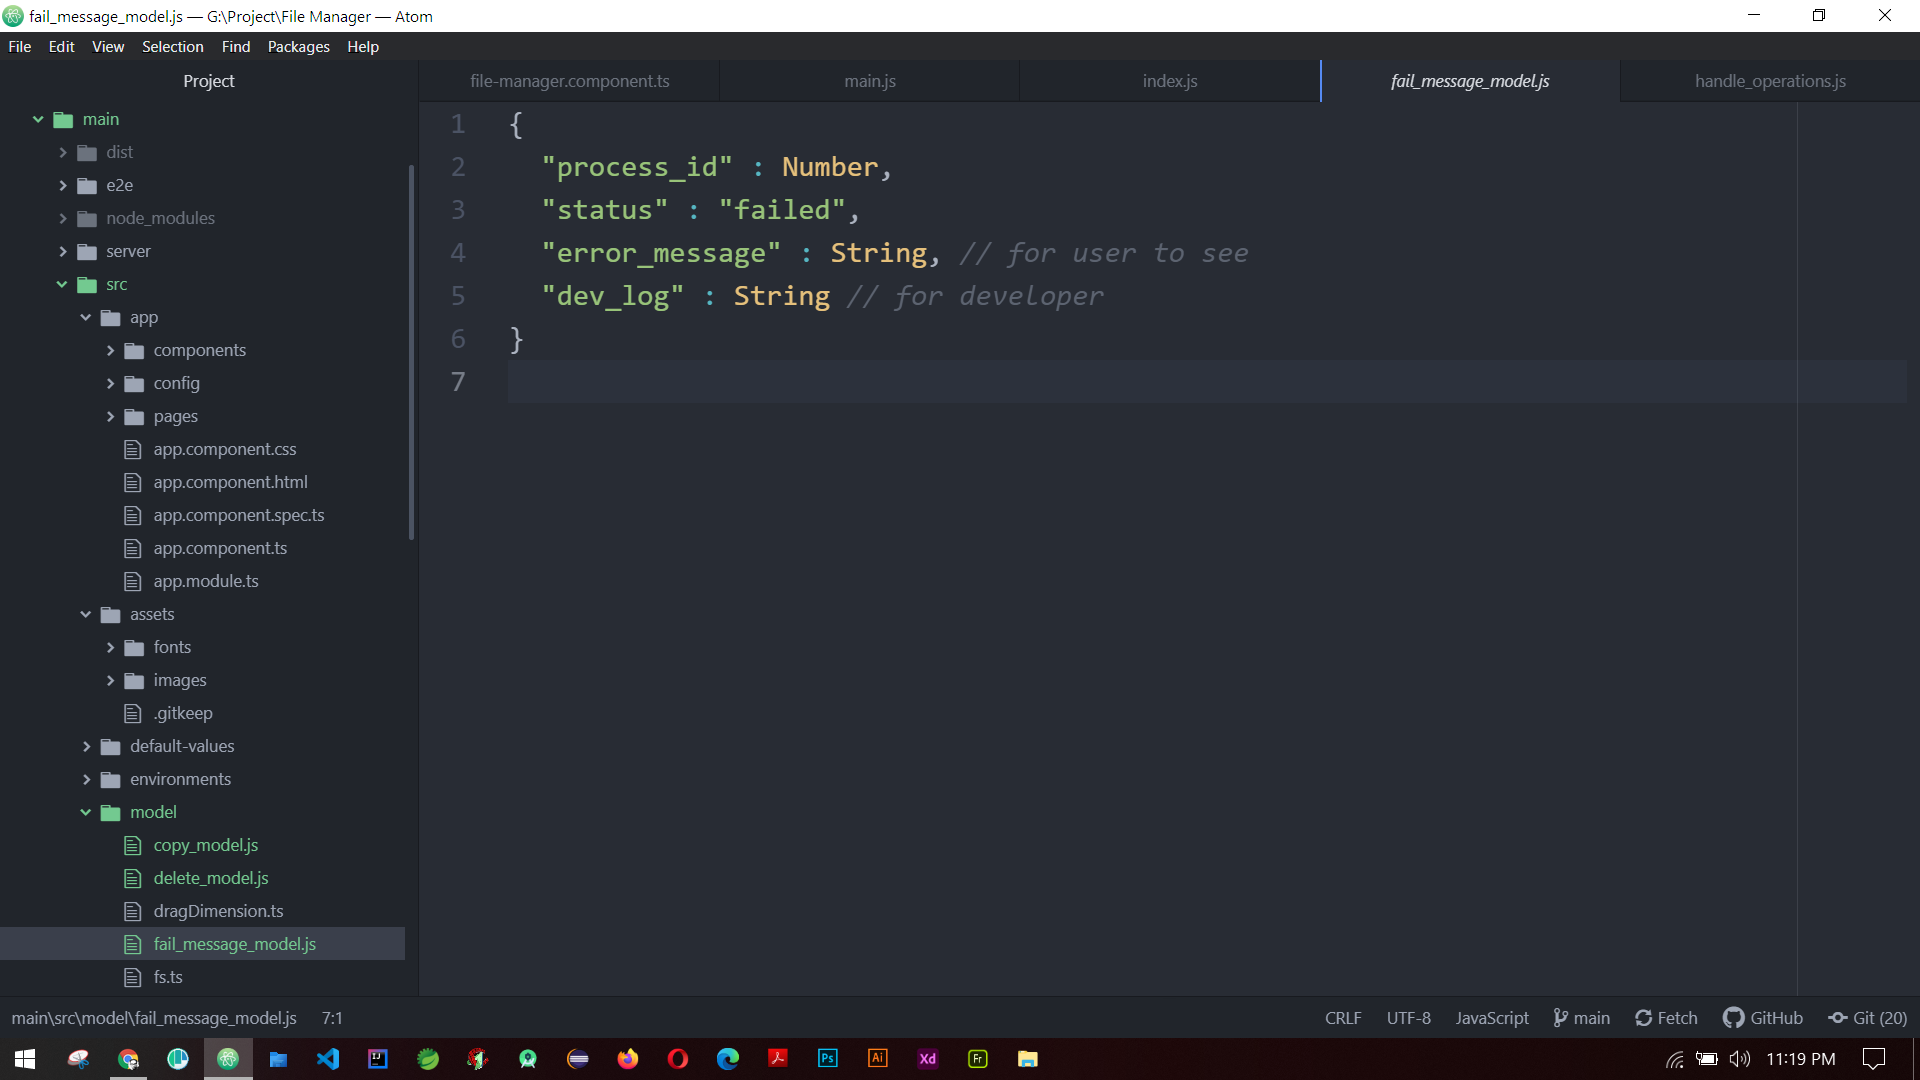 fail_message_model.js — G:\Project\File Manager — Atom
File Edit View Selection Find Packages Help
Project
file-manager.component.ts
main.js
index.js
fail_message_model.js
handle_operations.js
main
dist
e2e
node_modules
server
src
app
components
config
pages
app.component.css
app.component.html
app.component.spec.ts
app.component.ts
app.module.ts
assets
fonts
images
.gitkeep
default-values
environments
model
copy_model.js
delete_model.js
dragDimension.ts
fail_message_model.js
fs.ts
1 {
2 "process_id" : Number,
3 "status" : "failed",
4 "error_message" : String, // for user to see
5 "dev_log" : String // for developer
6 }
7
main\src\model\fail_message_model.js 7:1
CRLF UTF-8 JavaScript main Fetch GitHub Git (20)
IJ Ps Ai Xd Fr
11:19 PM